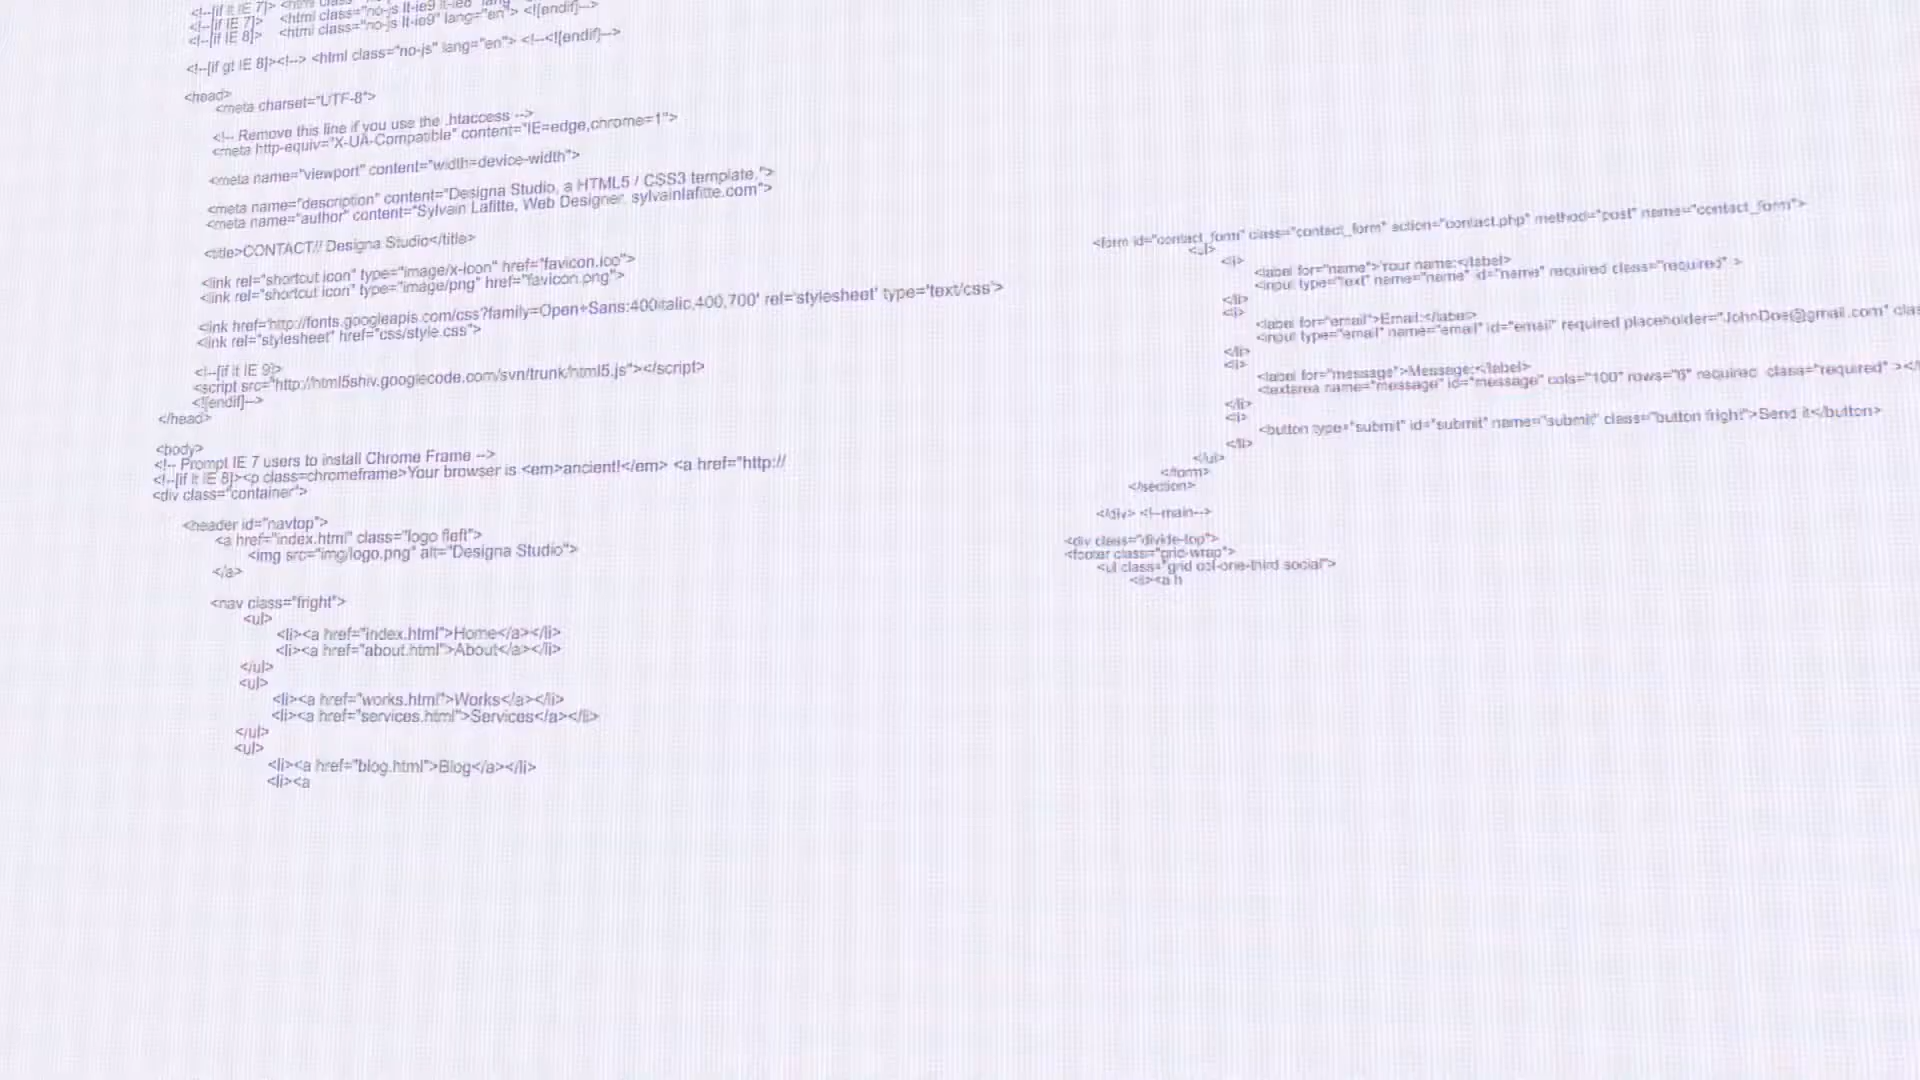 <!--[if IE 7]> <html class="no-js lt-ie9 lt-ie8" lang=
<!--[if IE 8]> <html class="no-js lt-ie9" lang="en"> <![endif]-->
<!--[if gt IE 8]><!--> <html class="no-js" lang="en"> <!--<![endif]-->
<head>
<meta charset="UTF-8">
<!-- Remove this line if you use the .htaccess -->
<meta http-equiv="X-UA-Compatible" content="IE=edge,chrome=1">
<meta name="viewport" content="width=device-width">
<meta name="description" content="Designa Studio, a HTML5 / CSS3 template.">
<meta name="author" content="Sylvain Lafitte, Web Designer, sylvainlafitte.com">
<title>CONTACT// Designa Studio</title>
<link rel="shortcut icon" type="image/x-icon" href="favicon.ico">
<link rel="shortcut icon" type="image/png" href="favicon.png">
<link href='http://fonts.googleapis.com/css?family=Open+Sans:400italic,400,700' rel='stylesheet' type='text/css'>
<link rel="stylesheet" href="css/style.css">
<!--[if lt IE 9]>
<script src="http://html5shiv.googlecode.com/svn/trunk/html5.js"></script>
<![endif]-->
</head>
<body>
<!-- Prompt IE 7 users to install Chrome Frame -->
<!--[if lt IE 8]><p class=chromeframe>Your browser is <em>ancient!</em> <a href="http://
<div class="container">
<header id="navtop">
<a href="index.html" class="logo fleft">
<img src="img/logo.png" alt="Designa Studio">
</a>
<nav class="fright">
<ul>
<li><a href="index.html">Home</a></li>
<li><a href="about.html">About</a></li>
</ul>
<ul>
<li><a href="works.html">Works</a></li>
<li><a href="services.html">Services</a></li>
</ul>
<ul>
<li><a href="blog.html">Blog</a></li>
<li><a
<form id="contact_form" class="contact_form" action="contact.php" method="post" name="contact_form">
<ul>
<li>
<label for="name">Your name:</label>
<input type="text" name="name" id="name" required class="required" >
</li>
<li>
<label for="email">Email:</label>
<input type="email" name="email" id="email" required placeholder="JohnDoe@gmail.com" clas
</li>
<li>
<label for="message">Message:</label>
<textarea name="message" id="message" cols="100" rows="6" required class="required" ></
</li>
<li>
<button type="submit" id="submit" name="submit" class="button fright">Send it</button>
</li>
</ul>
</form>
</section>
</div> <!--main-->
<div class="divide-top">
<footer class="grid-wrap">
<ul class="grid col-one-third social">
<li><a h